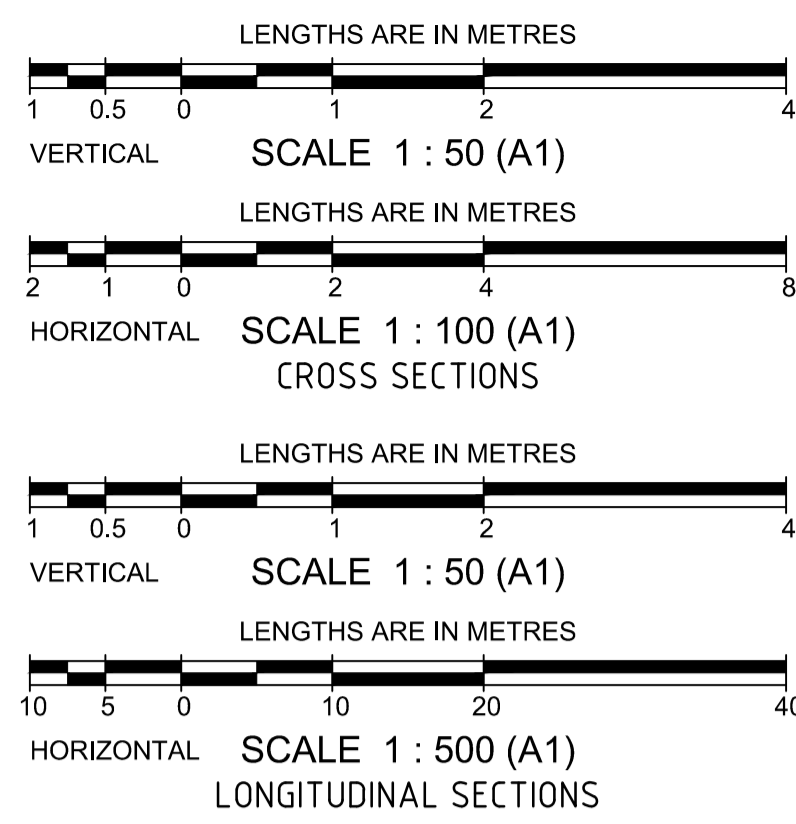 LENGTHS ARE IN METRES
1 0.5 0 1 2 4
VERTICAL SCALE 1 : 50 (A1)
LENGTHS ARE IN METRES
2 1 0 2 4 8
HORIZONTAL SCALE 1 : 100 (A1)
CROSS SECTIONS
LENGTHS ARE IN METRES
1 0.5 0 1 2 4
VERTICAL SCALE 1 : 50 (A1)
LENGTHS ARE IN METRES
10 5 0 10 20 40
HORIZONTAL SCALE 1 : 500 (A1)
LONGITUDINAL SECTIONS